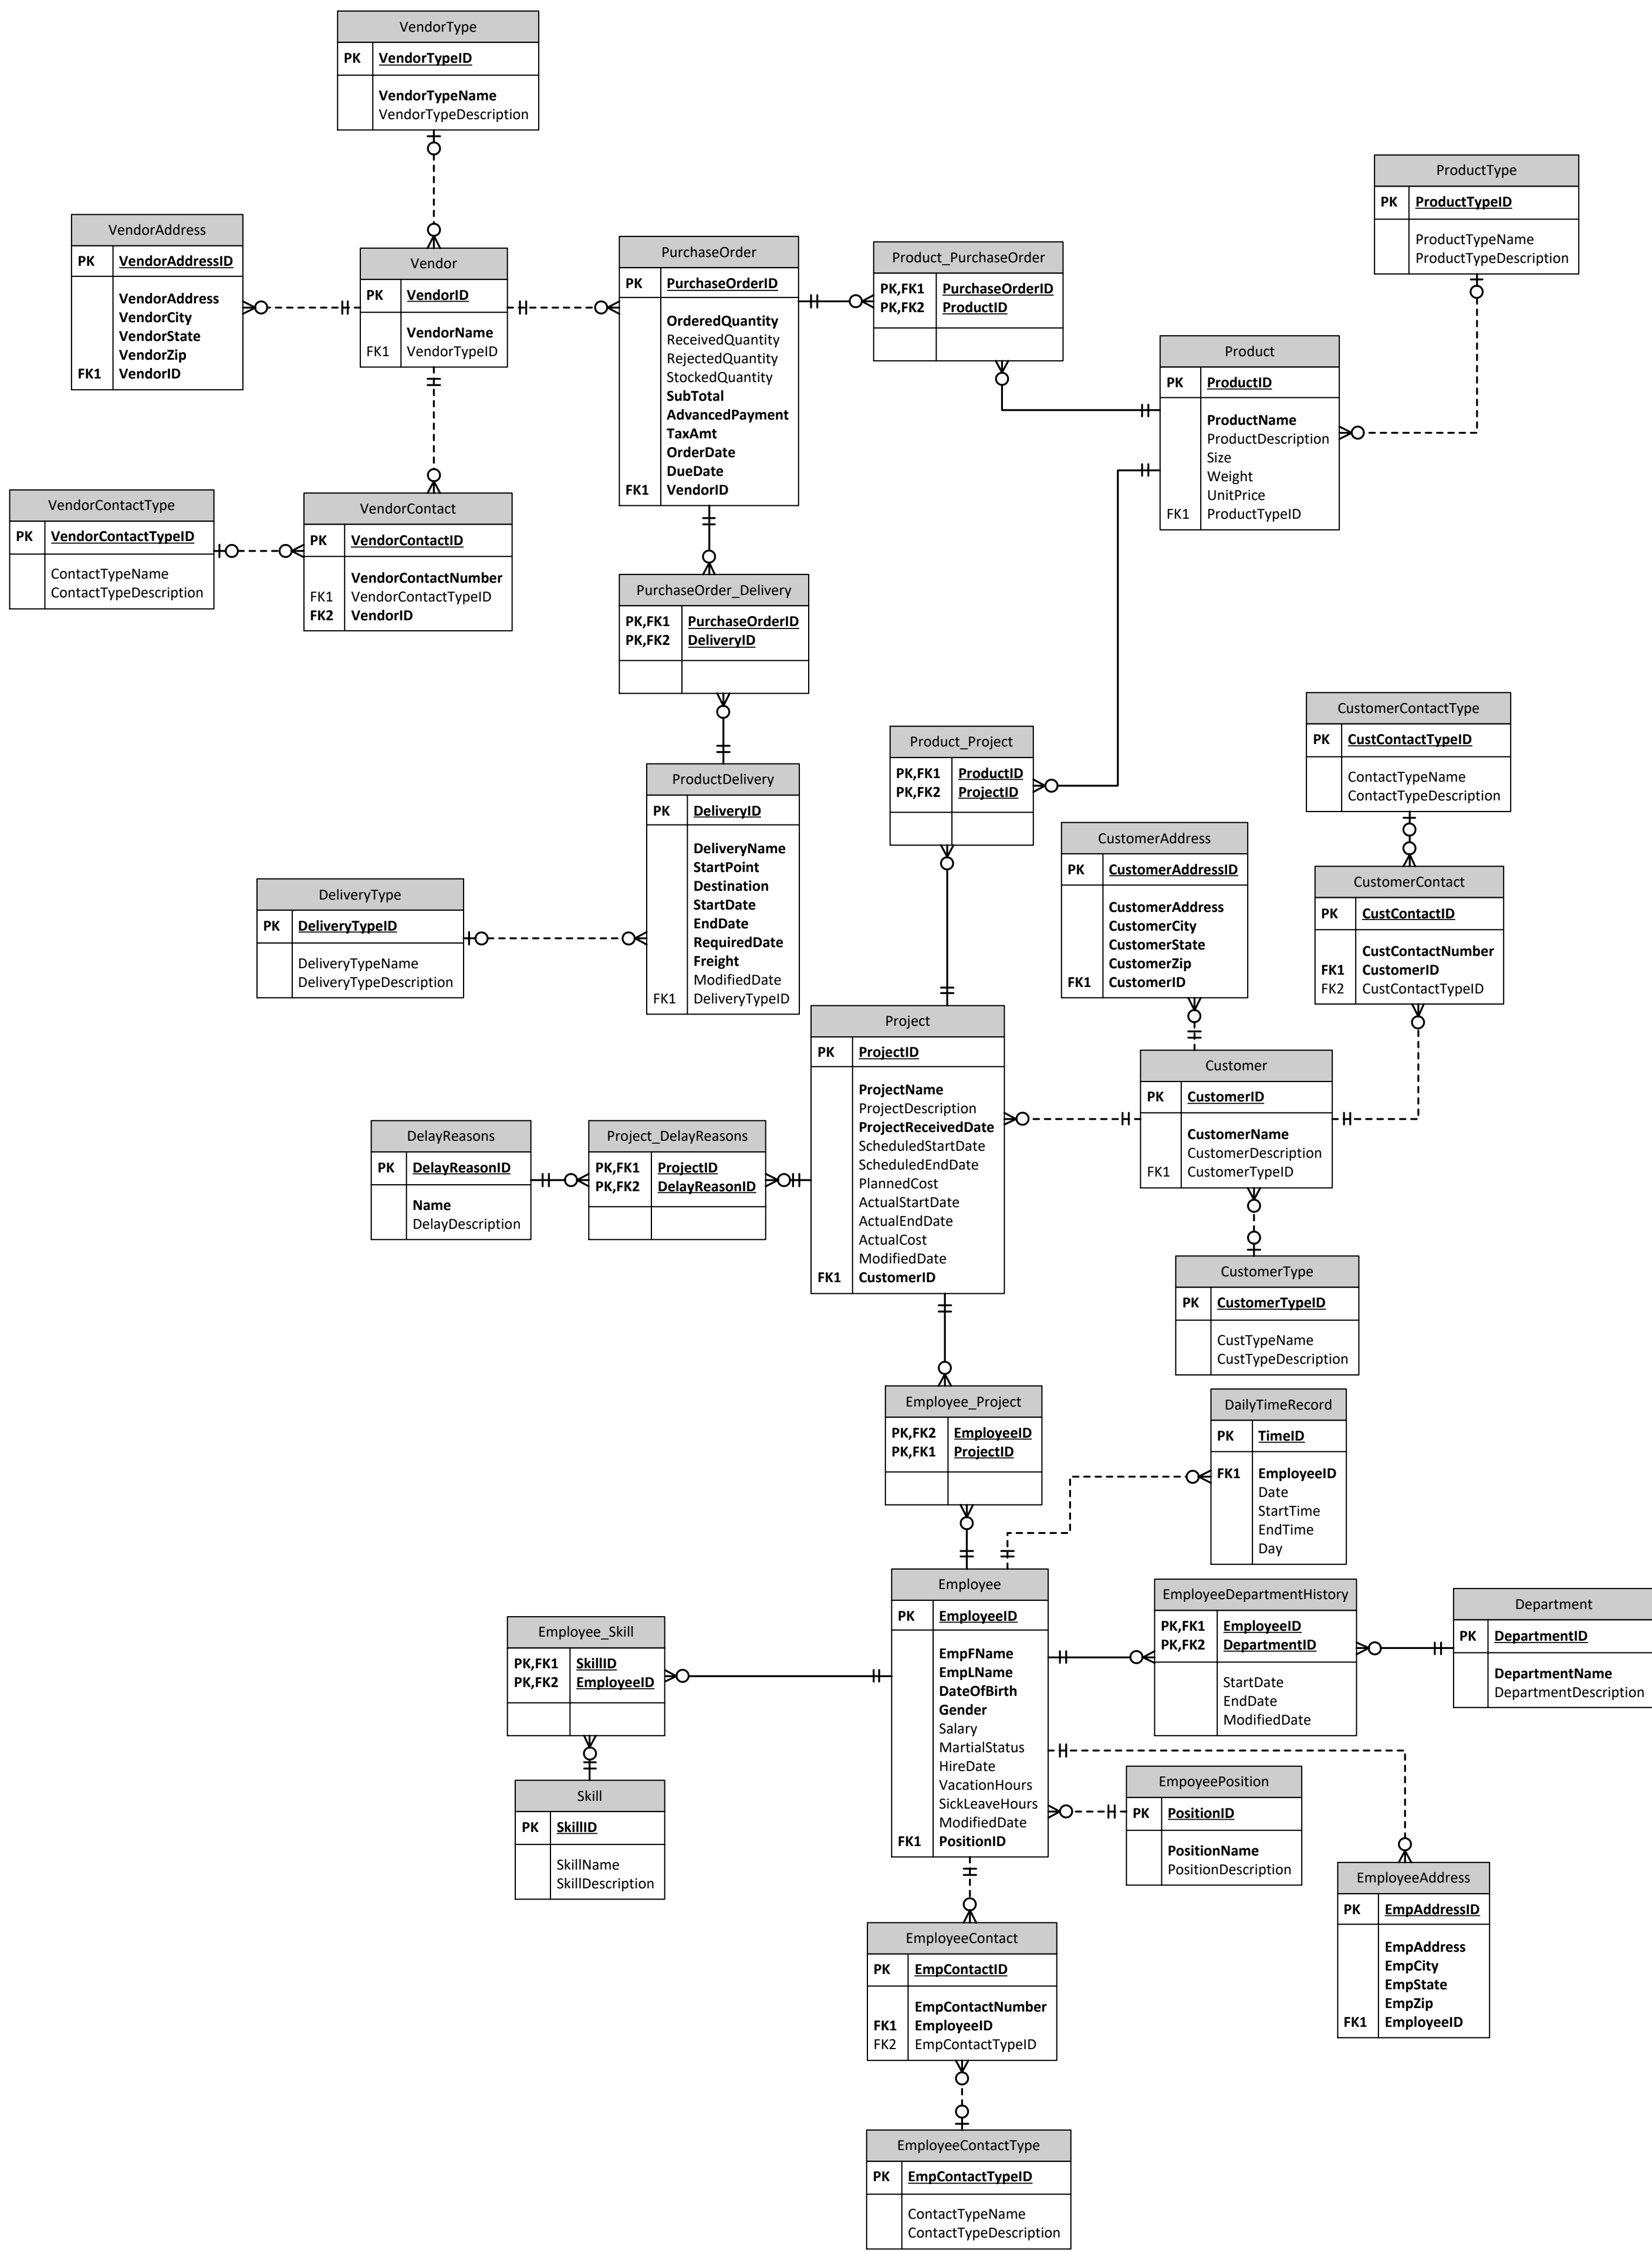 VendorType
PK VendorTypeID
VendorTypeName
VendorTypeDescription
ProductType
PK ProductTypeID
ProductTypeName
ProductTypeDescription
VendorAddress
PK VendorAddressID
VendorAddress
VendorCity
VendorState
VendorZip
FK1 VendorID
Vendor
PK VendorID
VendorName
FK1 VendorTypeID
PurchaseOrder
PK PurchaseOrderID
OrderedQuantity
ReceivedQuantity
RejectedQuantity
StockedQuantity
SubTotal
AdvancedPayment
TaxAmt
OrderDate
DueDate
FK1 VendorID
Product_PurchaseOrder
PK,FK1 PurchaseOrderID
PK,FK2 ProductID
Product
PK ProductID
ProductName
ProductDescription
Size
Weight
UnitPrice
FK1 ProductTypeID
VendorContactType
PK VendorContactTypeID
ContactTypeName
ContactTypeDescription
VendorContact
PK VendorContactID
VendorContactNumber
FK1 VendorContactTypeID
FK2 VendorID
PurchaseOrder_Delivery
PK,FK1 PurchaseOrderID
PK,FK2 DeliveryID
Product_Project
PK,FK1 ProductID
PK,FK2 ProjectID
CustomerContactType
PK CustContactTypeID
ContactTypeName
ContactTypeDescription
ProductDelivery
PK DeliveryID
DeliveryName
StartPoint
Destination
StartDate
EndDate
RequiredDate
Freight
ModifiedDate
FK1 DeliveryTypeID
CustomerAddress
PK CustomerAddressID
CustomerAddress
CustomerCity
CustomerState
CustomerZip
FK1 CustomerID
CustomerContact
PK CustContactID
CustContactNumber
FK1 CustomerID
FK2 CustContactTypeID
DeliveryType
PK DeliveryTypeID
DeliveryTypeName
DeliveryTypeDescription
Project
PK ProjectID
ProjectName
ProjectDescription
ProjectReceivedDate
ScheduledStartDate
ScheduledEndDate
PlannedCost
ActualStartDate
ActualEndDate
ActualCost
ModifiedDate
FK1 CustomerID
Customer
PK CustomerID
CustomerName
CustomerDescription
FK1 CustomerTypeID
DelayReasons
PK DelayReasonID
Name
DelayDescription
Project_DelayReasons
PK,FK1 ProjectID
PK,FK2 DelayReasonID
CustomerType
PK CustomerTypeID
CustTypeName
CustTypeDescription
Employee_Project
PK,FK2 EmployeeID
PK,FK1 ProjectID
DailyTimeRecord
PK TimeID
FK1 EmployeeID
Date
StartTime
EndTime
Day
Employee
PK EmployeeID
EmpFName
EmpLName
DateOfBirth
Gender
Salary
MartialStatus
HireDate
VacationHours
SickLeaveHours
ModifiedDate
FK1 PositionID
EmployeeDepartmentHistory
PK,FK1 EmployeeID
PK,FK2 DepartmentID
StartDate
EndDate
ModifiedDate
Department
PK DepartmentID
DepartmentName
DepartmentDescription
Employee_Skill
PK,FK1 SkillID
PK,FK2 EmployeeID
Skill
PK SkillID
SkillName
SkillDescription
EmpoyeePosition
PK PositionID
PositionName
PositionDescription
EmployeeAddress
PK EmpAddressID
EmpAddress
EmpCity
EmpState
EmpZip
FK1 EmployeeID
EmployeeContact
PK EmpContactID
EmpContactNumber
FK1 EmployeeID
FK2 EmpContactTypeID
EmployeeContactType
PK EmpContactTypeID
ContactTypeName
ContactTypeDescription